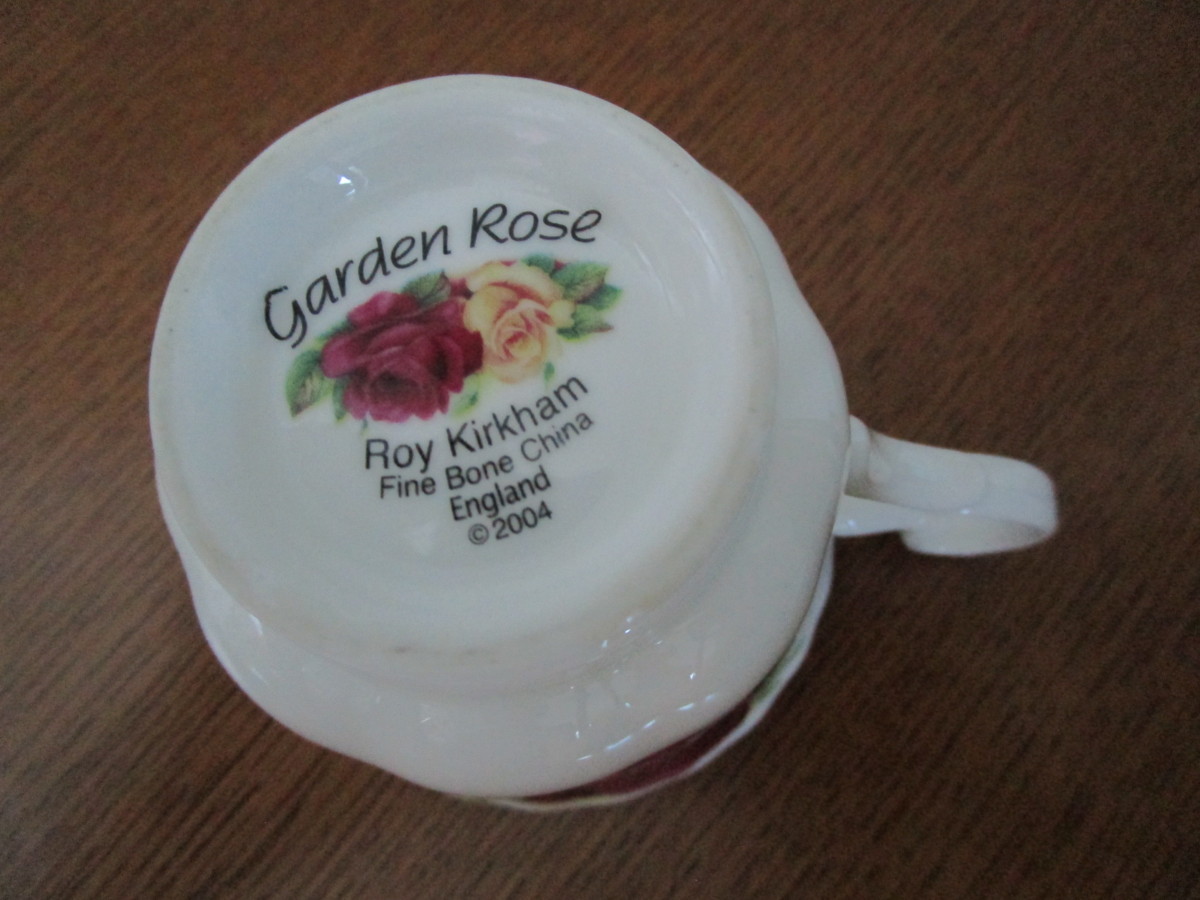 Garden Rose
Roy Kirkham
Fine Bone China
England
©2004